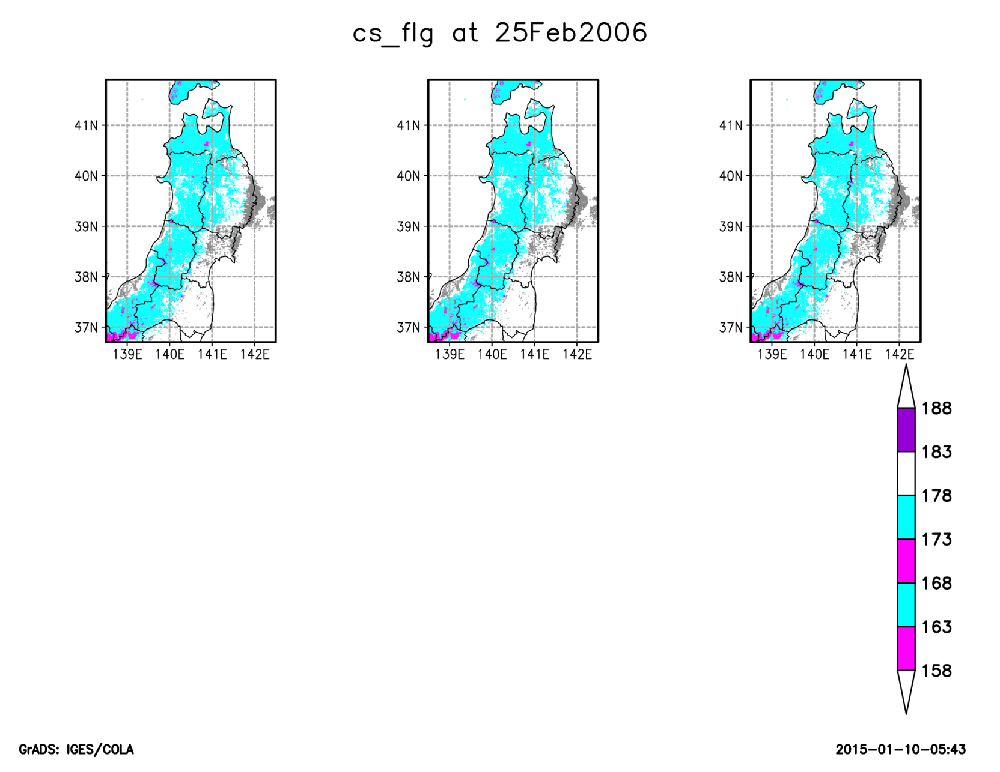 cs_flg at 25Feb2006
41N
40N
39N
38N
37N
139E 140E 141E 142E
41N
40N
39N
38N
37N
139E 140E 141E 142E
41N
40N
39N
38N
37N
139E 140E 141E 142E
188
183
178
173
168
163
158
GrADS: IGES/COLA
2015-01-10-05:43